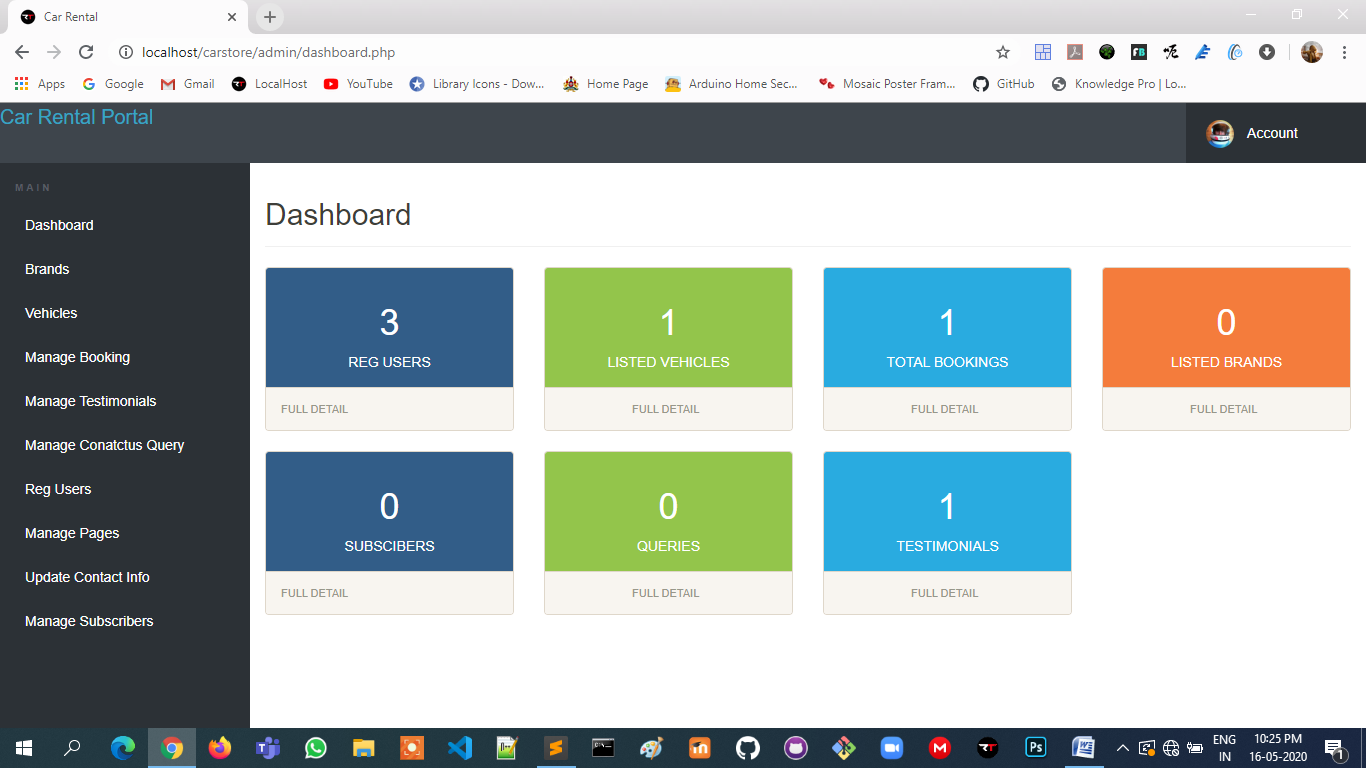 Car Rental
localhost/carstore/admin/dashboard.php
Apps Google Gmail LocalHost YouTube Library Icons - Dow... Home Page Arduino Home Sec... Mosaic Poster Fram... GitHub Knowledge Pro | Lo...
Car Rental Portal
Account
MAIN
Dashboard
Brands
Vehicles
Manage Booking
Manage Testimonials
Manage Conatctus Query
Reg Users
Manage Pages
Update Contact Info
Manage Subscribers
Dashboard
3
REG USERS
FULL DETAIL
1
LISTED VEHICLES
FULL DETAIL
1
TOTAL BOOKINGS
FULL DETAIL
0
LISTED BRANDS
FULL DETAIL
0
SUBSCIBERS
FULL DETAIL
0
QUERIES
FULL DETAIL
1
TESTIMONIALS
FULL DETAIL
ENG
IN
10:25 PM
16-05-2020
1